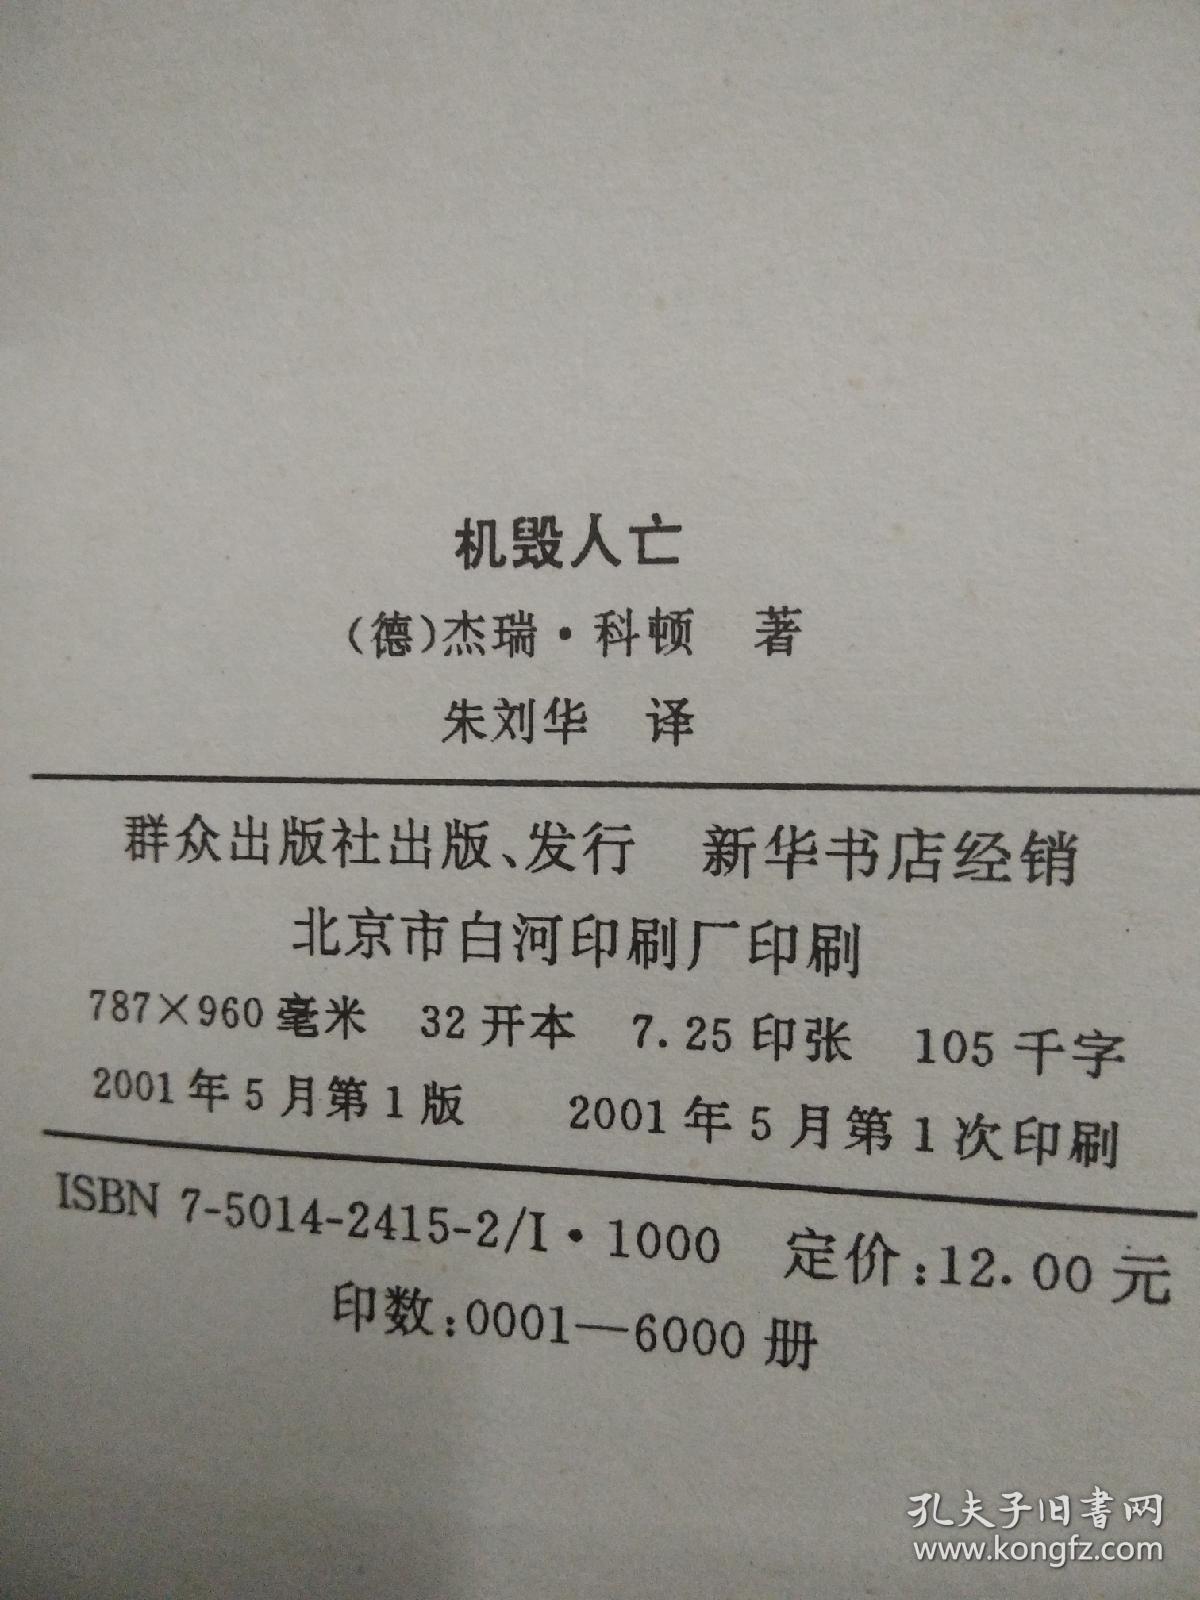 机毁人亡
(德)杰瑞·科顿　著
朱刘华　译
群众出版社出版、发行　新华书店经销
北京市白河印刷厂印刷
787×960毫米　32开本　7.25印张　105千字
2001年5月第1版　2001年5月第1次印刷
ISBN 7-5014-2415-2/I·1000　定价:12.00元
印数:0001—6000册
孔夫子旧书网
www.kongfz.com